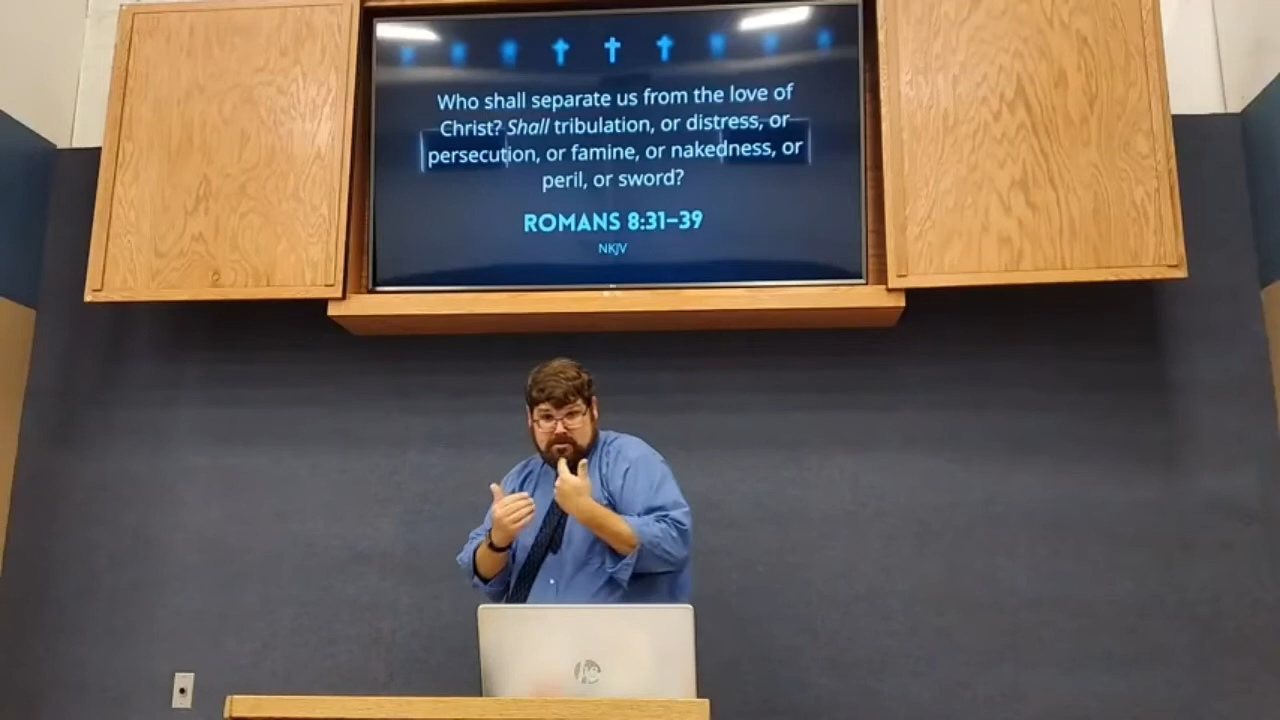 Who shall separate us from the love of
Christ? Shall tribulation, or distress, or
persecution, or famine, or nakedness, or
peril, or sword?
ROMANS 8:31–39
NKJV
hp